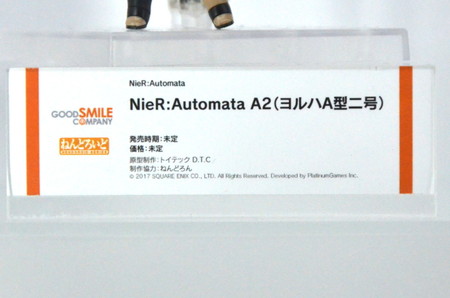 NieR:Automata
GOOD SMILE COMPANY
NieR:Automata A2(ヨルハA型二号)
ねんどろいど
NENDOROID SERIES
発売時期:未定
価格:未定
原型制作:トイテック D.T.C
制作協力:ねんどろん
© 2017 SQUARE ENIX CO., LTD. All Rights Reserved. Developed by PlatinumGames Inc.